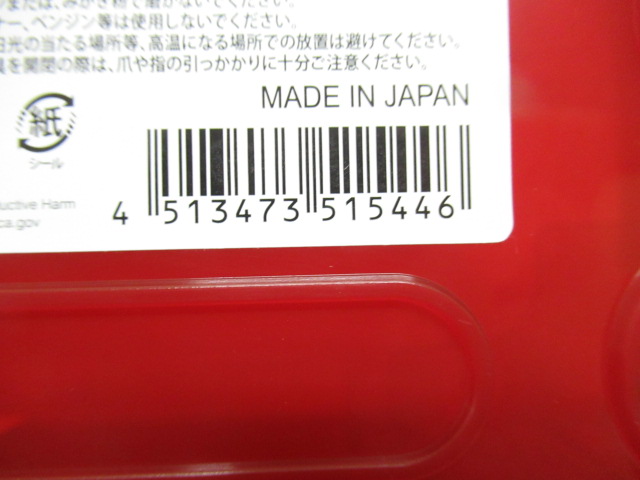 または、みがき粉で磨かないでください。
ナー、ベンジン等は使用しないでください。
日光の当たる場所等、高温になる場所での放置は避けてください。
具を開閉の際は、爪や指の引っかかりに十分ご注意ください。
MADE IN JAPAN
紙
シール
uctive Harm
ca.gov
4 513473 515446